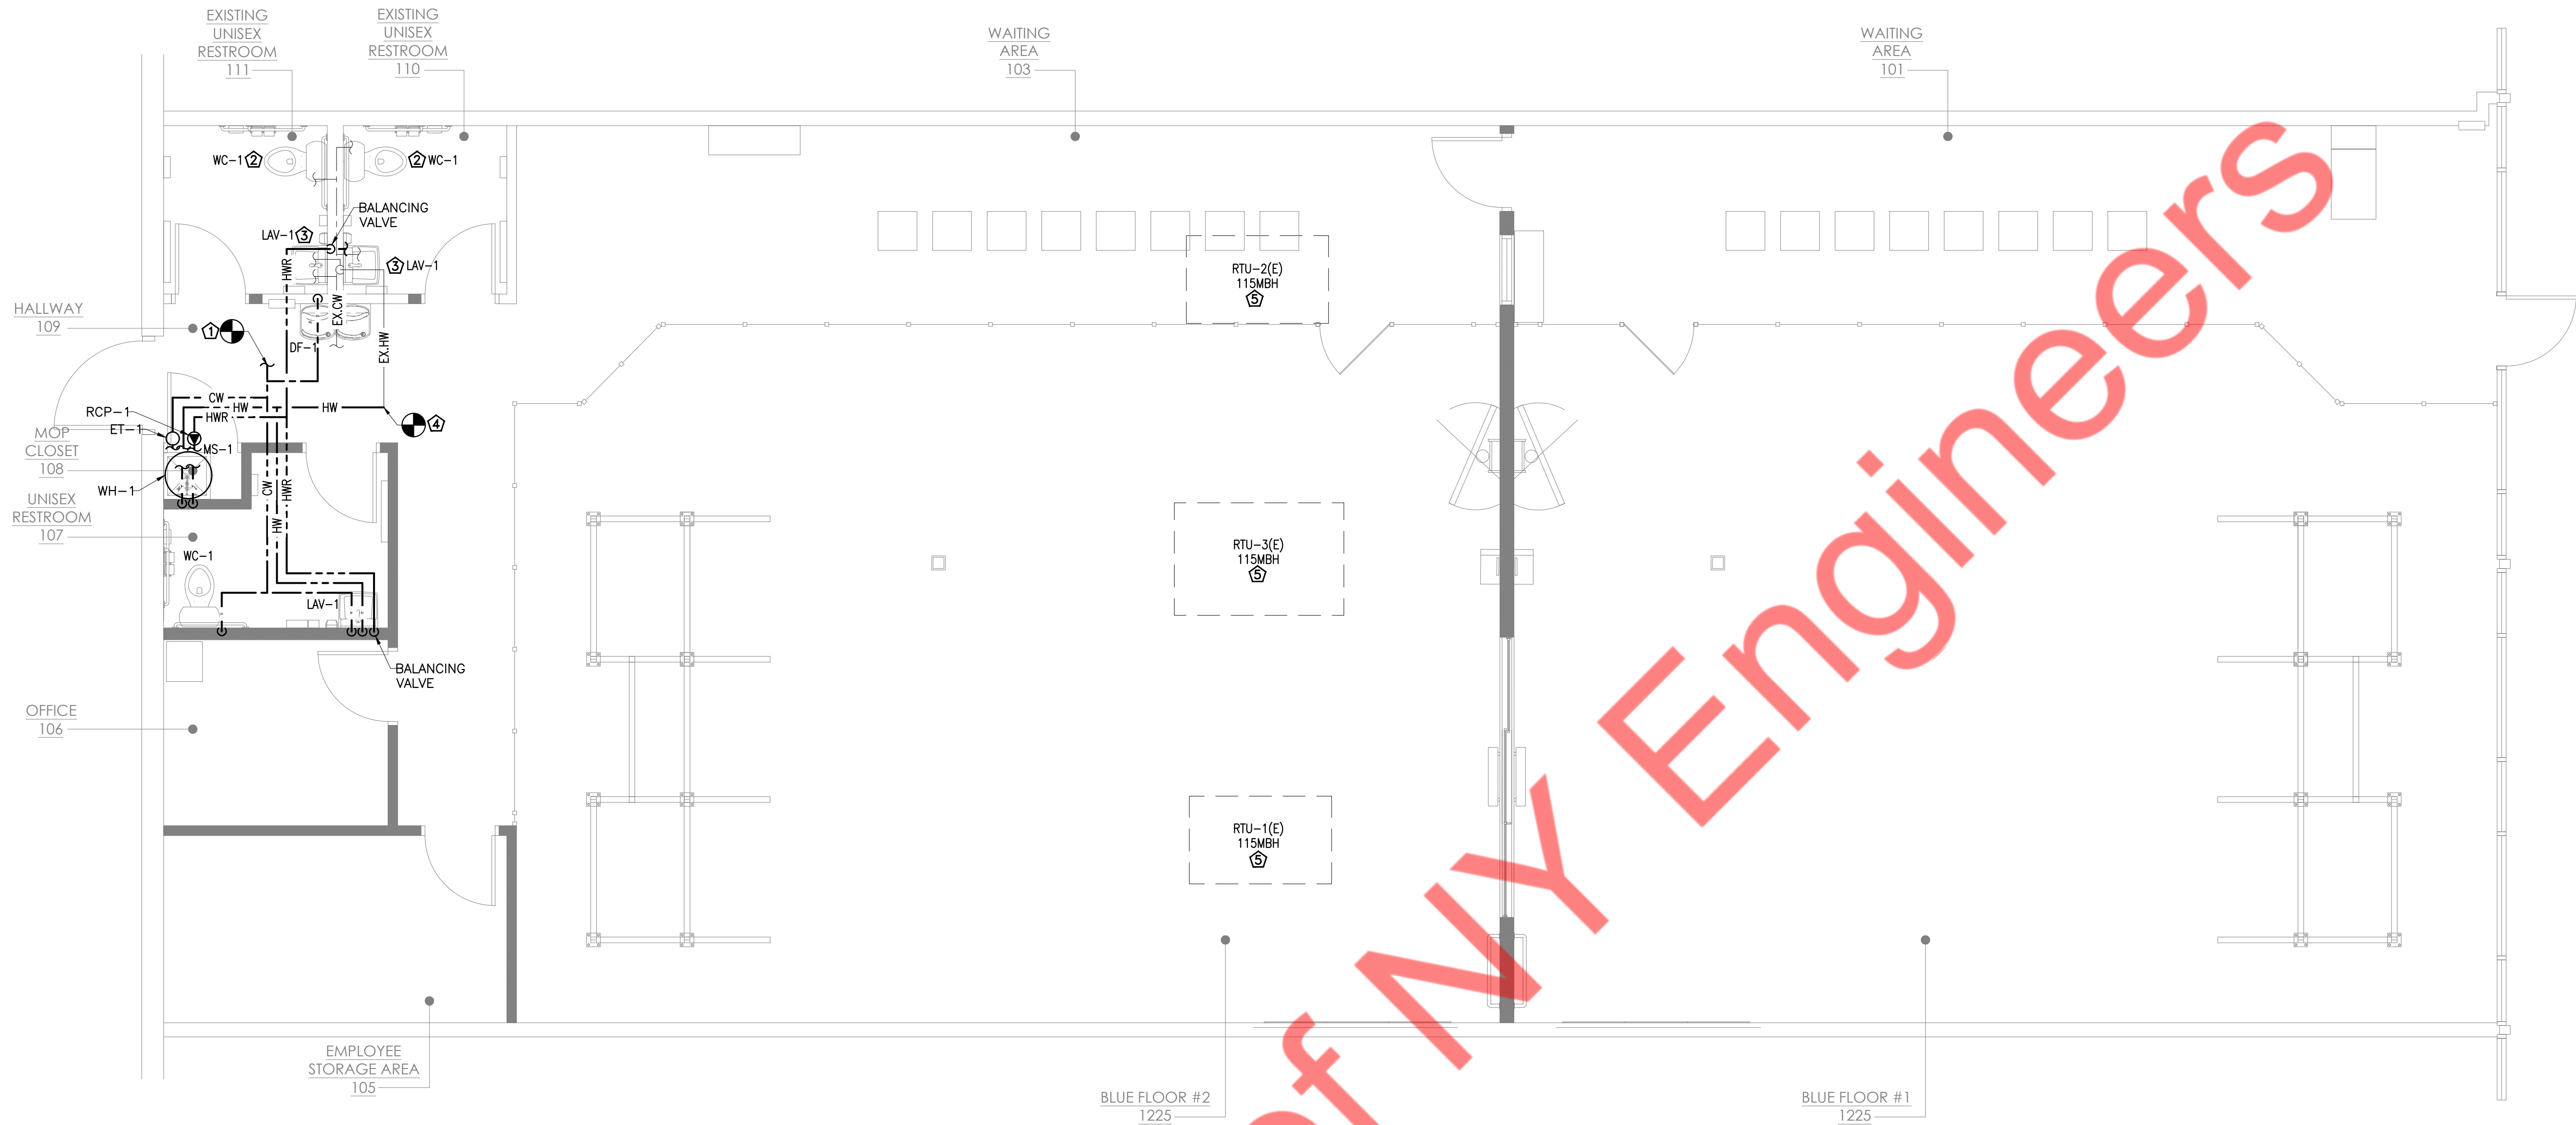 EXISTING
UNISEX
RESTROOM
111
EXISTING
UNISEX
RESTROOM
110
WAITING
AREA
103
WAITING
AREA
101
WC-1 2
2 WC-1
BALANCING
VALVE
LAV-1 3
3 LAV-1
HWR
EX.CW
EX.HW
RTU-2(E)
115MBH
5
HALLWAY
109
1
DF-1
CW
HW
HW
HWR
4
RCP-1
ET-1
MS-1
MOP
CLOSET
108
WH-1
CW
HWR
HW
UNISEX
RESTROOM
107
WC-1
LAV-1
RTU-3(E)
115MBH
5
BALANCING
VALVE
OFFICE
106
RTU-1(E)
115MBH
5
EMPLOYEE
STORAGE AREA
105
BLUE FLOOR #2
1225
BLUE FLOOR #1
1225
of NY Engineers